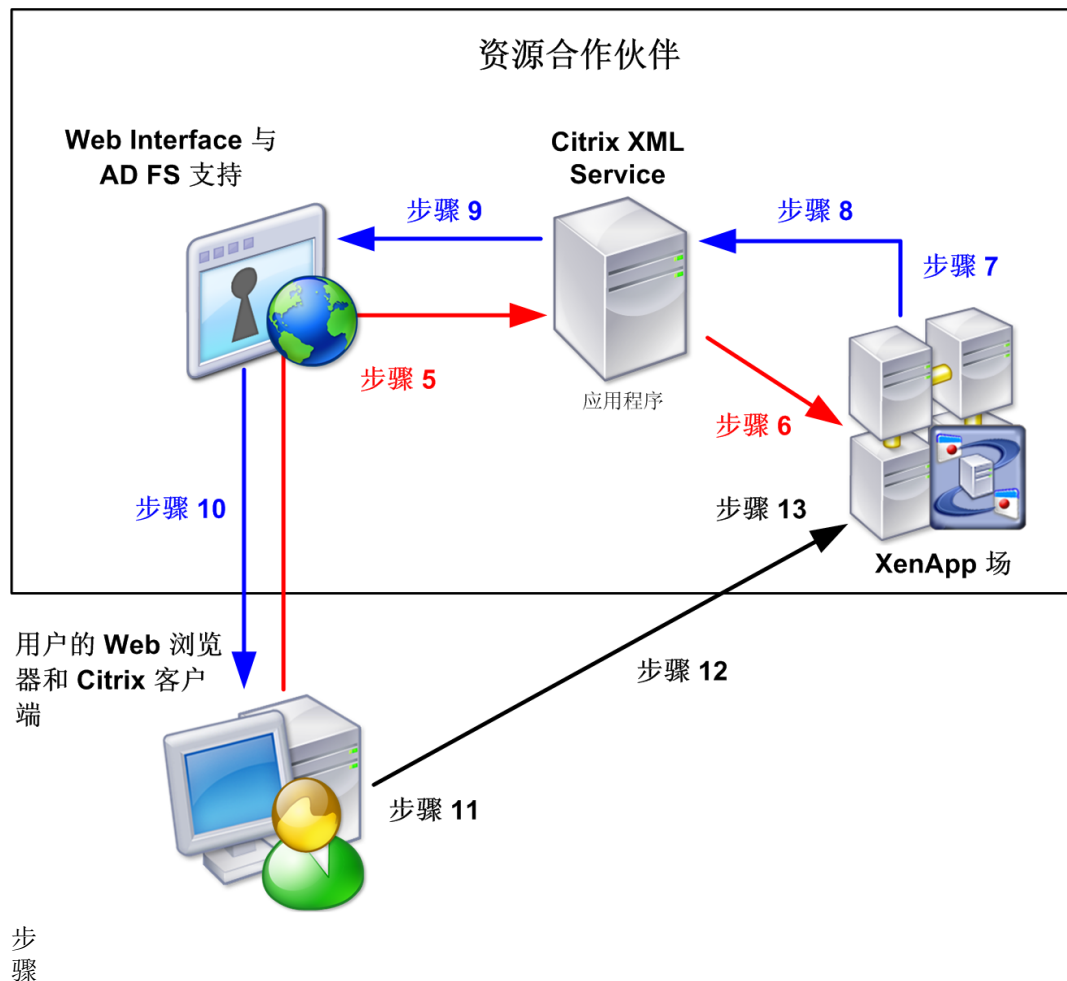 资源合作伙伴
Web Interface 与
AD FS 支持
Citrix XML
Service
步骤 9
步骤 8
步骤 7
步骤 5
应用程序
步骤 6
步骤 10
步骤 13
XenApp 场
用户的 Web 浏览
器和 Citrix 客户
端
步骤 12
步骤 11
步
骤